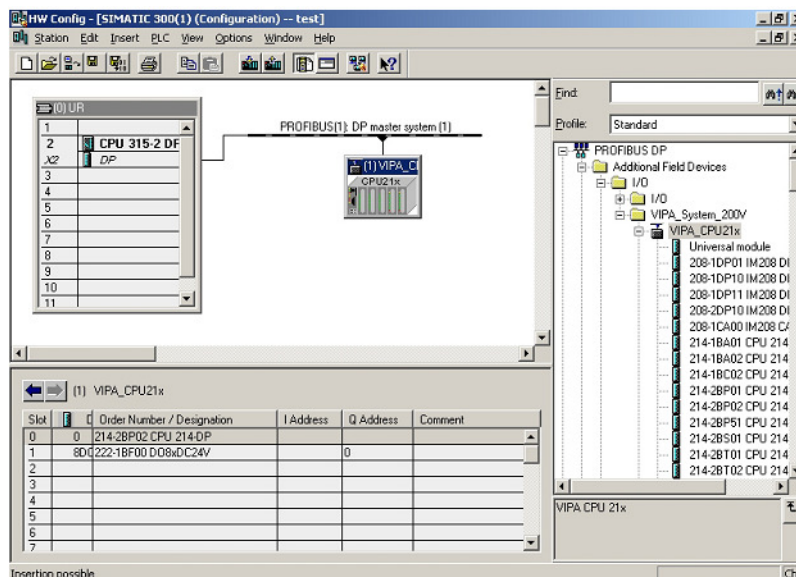 HW Config - [SIMATIC 300(1) (Configuration) -- test]
Station Edit Insert PLC View Options Window Help
(0) UR
1
2 CPU 315-2 DP
X2 DP
3
4
5
6
7
8
9
10
11
PROFIBUS(1): DP master system (1)
(1) VIPA_C
CPU21x
Find:
Profile: Standard
PROFIBUS DP
Additional Field Devices
I/O
I/O
VIPA_System_200V
VIPA_CPU21x
Universal module
208-1DP01 IM208 D
208-1DP10 IM208 D
208-1DP11 IM208 D
208-2DP10 IM208 D
208-1CA00 IM208 CA
214-1BA01 CPU 214
214-1BA02 CPU 214
214-1BC02 CPU 214
214-2BP01 CPU 214
214-2BP02 CPU 214
214-2BP51 CPU 214
214-2BS01 CPU 214
214-2BT01 CPU 214
214-2BT02 CPU 214
VIPA CPU 21x
(1) VIPA_CPU21x
Slot D Order Number / Designation I Address Q Address Comment
0 0 214-2BP02 CPU 214-DP
1 8DO 222-1BF00 DO8xDC24V 0
2
3
4
5
6
7
Insertion possible Ch